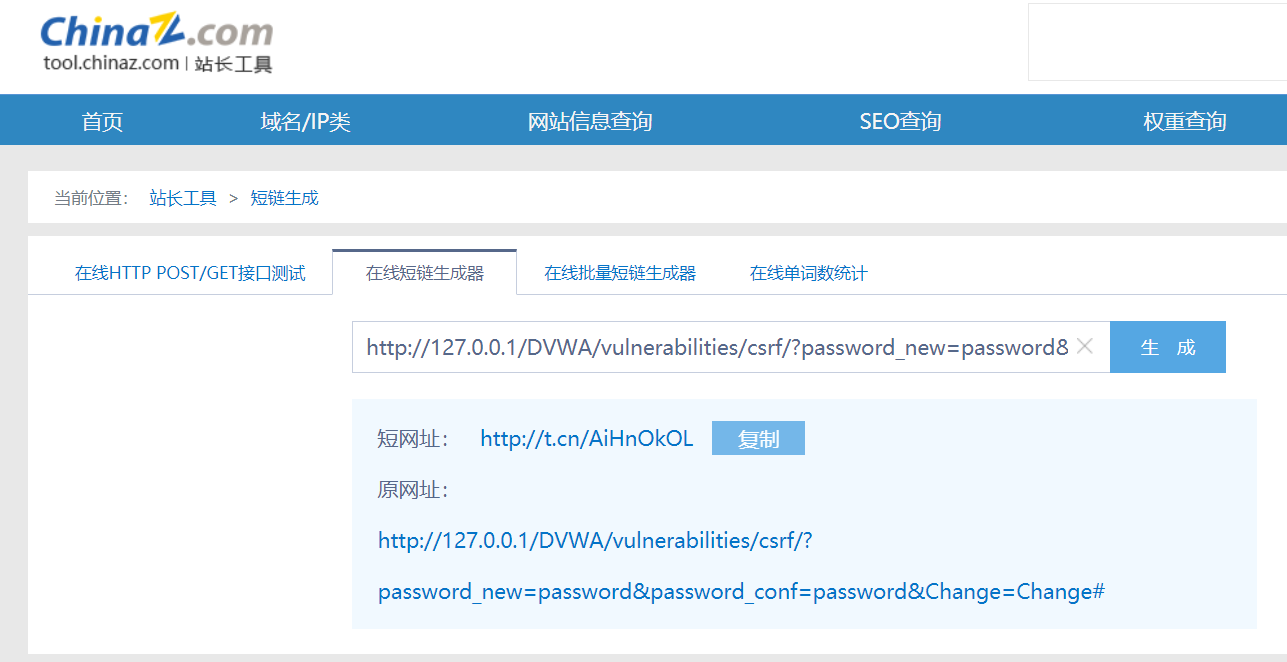 ChinaZ.com
tool.chinaz.com | 站长工具
首页 域名/IP类 网站信息查询 SEO查询 权重查询
当前位置： 站长工具 > 短链生成
在线HTTP POST/GET接口测试 在线短链生成器 在线批量短链生成器 在线单词数统计
http://127.0.0.1/DVWA/vulnerabilities/csrf/?password_new=password& 生 成
短网址： http://t.cn/AiHnOkOL 复制
原网址：
http://127.0.0.1/DVWA/vulnerabilities/csrf/?
password_new=password&password_conf=password&Change=Change#